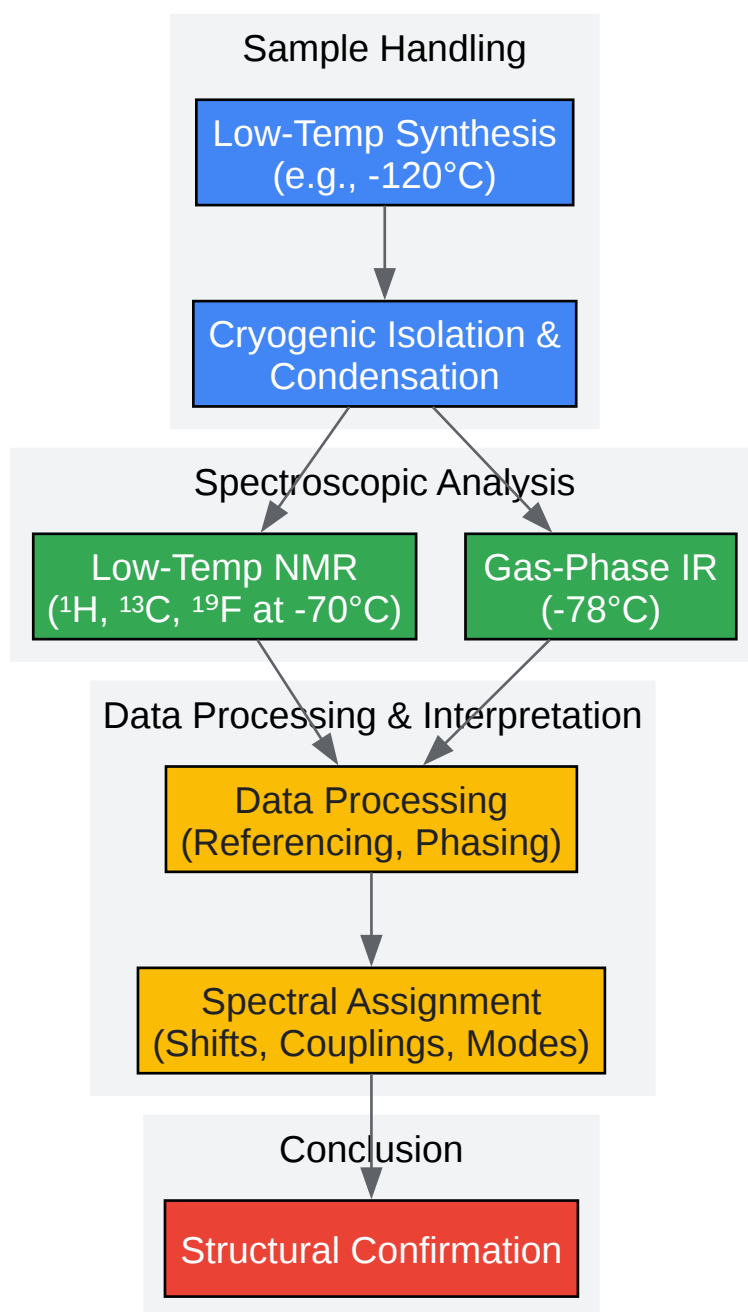 Sample Handling
Low-Temp Synthesis
(e.g., -120°C)
Cryogenic Isolation &
Condensation
Spectroscopic Analysis
Low-Temp NMR
(¹H, ¹³C, ¹⁹F at -70°C)
Gas-Phase IR
(-78°C)
Data Processing & Interpretation
Data Processing
(Referencing, Phasing)
Spectral Assignment
(Shifts, Couplings, Modes)
Conclusion
Structural Confirmation